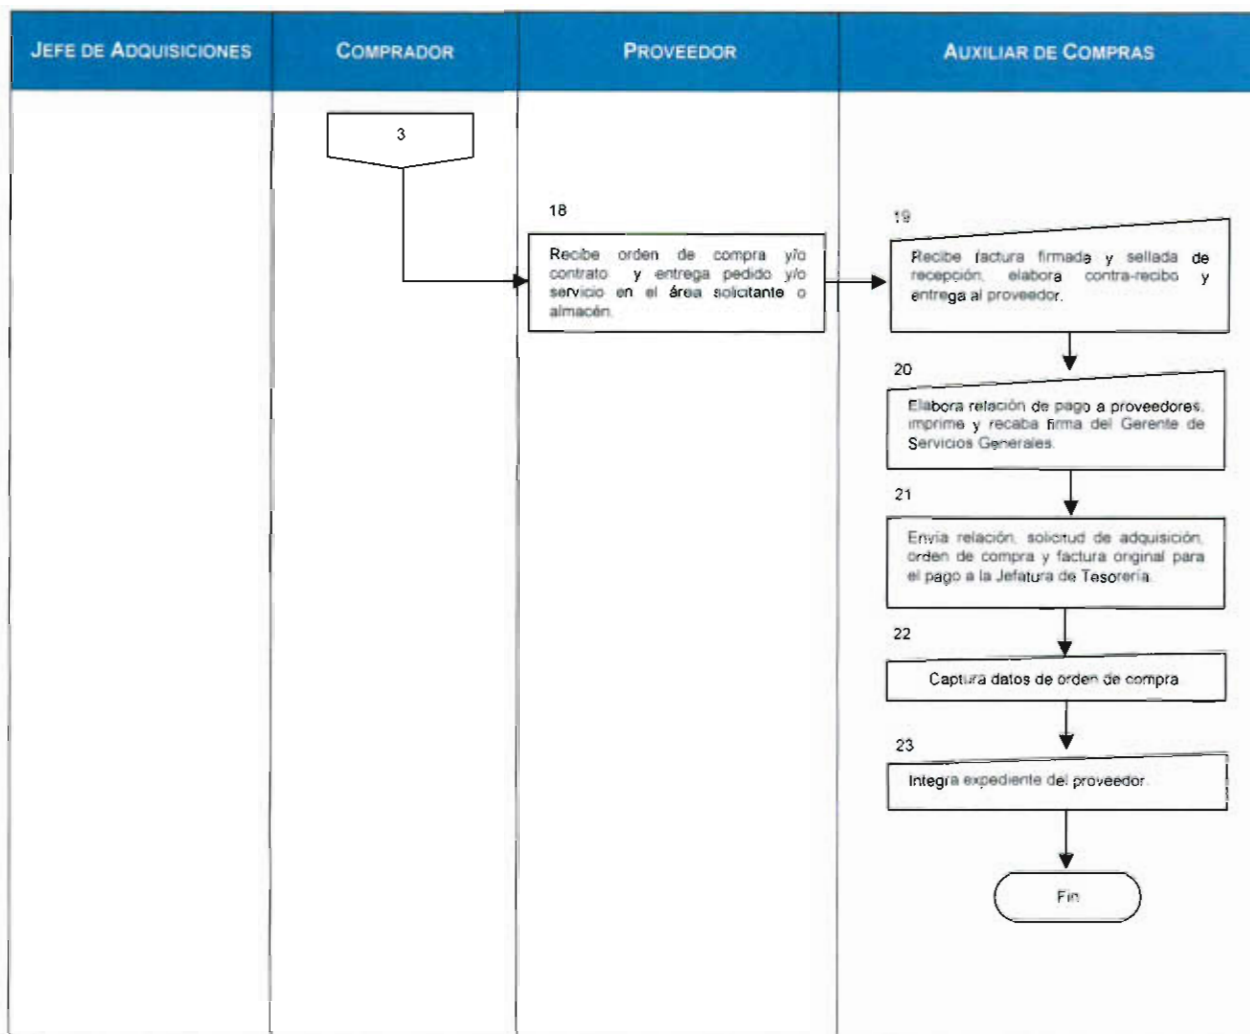 JEFE DE ADQUISICIONES
COMPRADOR
PROVEEDOR
AUXILIAR DE COMPRAS
3
18
Recibe orden de compra y/o
contrato y entrega pedido y/o
servicio en el área solicitante o
almacén.
19
Recibe factura firmada y sellada de
recepción, elabora contra-recibo y
entrega al proveedor.
20
Elabora relación de pago a proveedores,
imprime y recaba firma del Gerente de
Servicios Generales.
21
Envía relación, solicitud de adquisición,
orden de compra y factura original para
el pago a la Jefatura de Tesorería.
22
Captura datos de orden de compra
23
Integra expediente del proveedor.
Fin